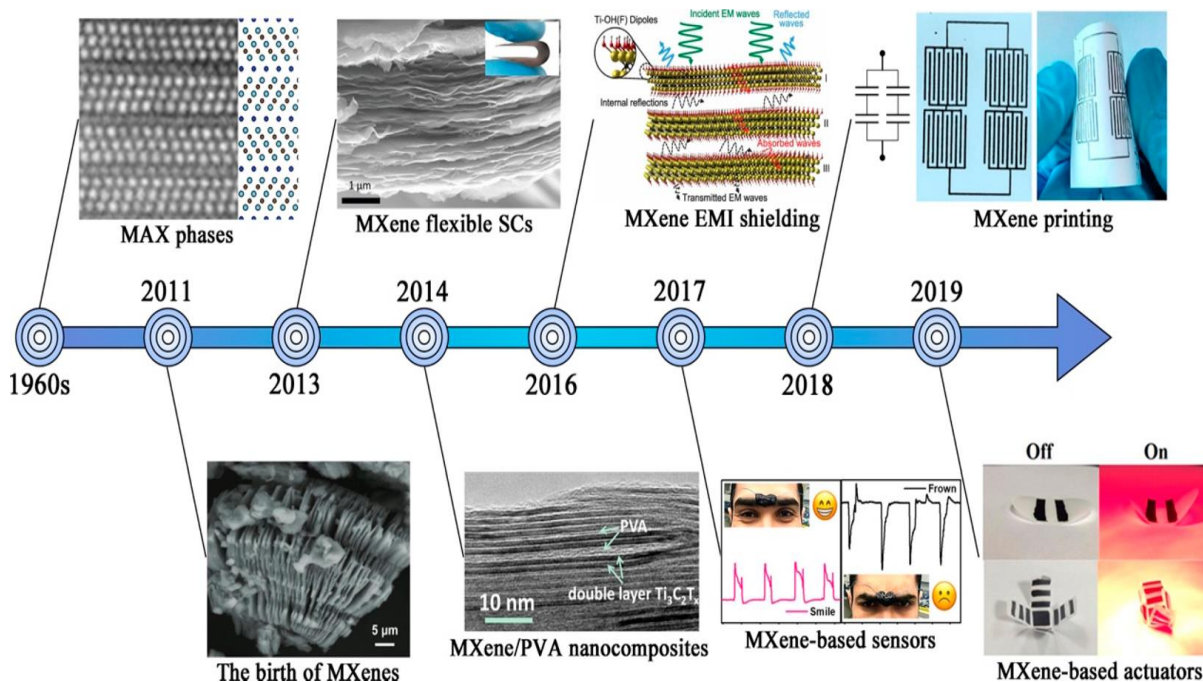 Ti-OH(F) Dipoles
Incident EM waves
Reflected waves
I
Internal reflections
II
Absorbed waves
III
Transmitted EM waves
1 µm
MAX phases
MXene flexible SCs
MXene EMI shielding
MXene printing
2011
2014
2017
2019
1960s
2013
2016
2018
Off
On
Frown
PVA
double layer Ti₃C₂Tₓ
10 nm
Smile
5 µm
The birth of MXenes
MXene/PVA nanocomposites
MXene-based sensors
MXene-based actuators